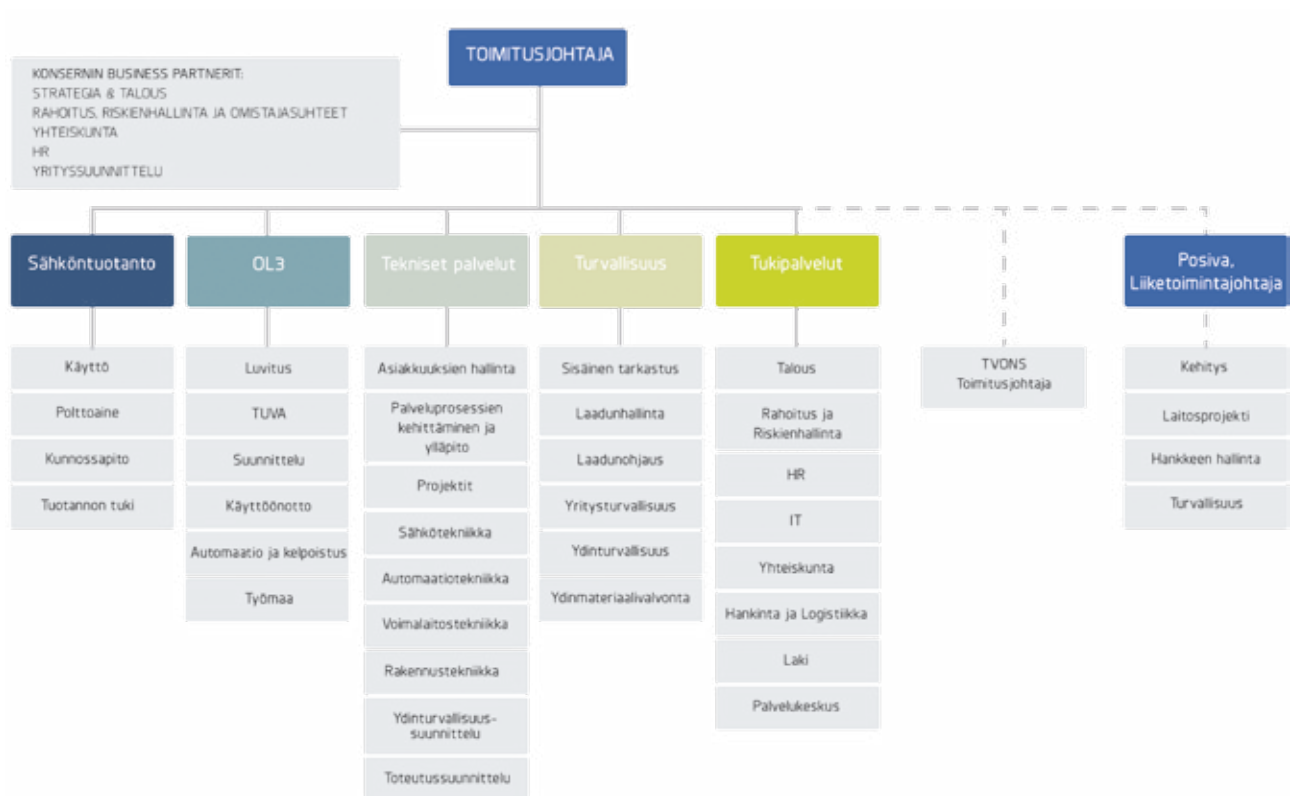 TOIMITUSJOHTAJA
KONSERNIN BUSINESS PARTNERIT:
STRATEGIA & TALOUS
RAHOITUS, RISKIENHALLINTA JA OMISTAJASUHTEET
YHTEISKUNTA
HR
YRITYSSUUNNITTELU
Sähköntuotanto
Käyttö
Polttoaine
Kunnossapito
Tuotannon tuki
OL3
Luvitus
TUVA
Suunnittelu
Käyttöönotto
Automaatio ja kelpoistus
Työmaa
Tekniset palvelut
Asiakkuuksien hallinta
Palveluprosessien
kehittäminen ja
ylläpito
Projektit
Sähkötekniikka
Automaatiotekniikka
Voimalaitostekniikka
Rakennustekniikka
Ydinturvallisuus-
suunnittelu
Toteutussuunnittelu
Turvallisuus
Sisäinen tarkastus
Laadunhallinta
Laadunohjaus
Yritysturvallisuus
Ydinturvallisuus
Ydinmateriaalivalvonta
Tukipalvelut
Talous
Rahoitus ja
Riskienhallinta
HR
IT
Yhteiskunta
Hankinta ja Logistiikka
Laki
Palvelukeskus
TVONS
Toimitusjohtaja
Posiva,
Liiketoimintajohtaja
Kehitys
Laitosprojekti
Hankkeen hallinta
Turvallisuus